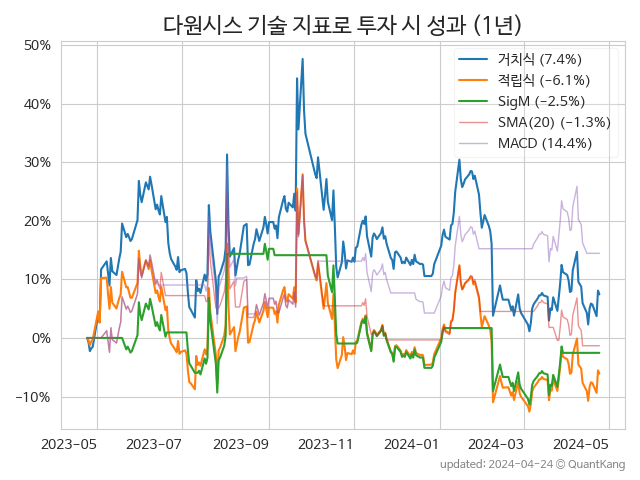 다원시스 기술 지표로 투자 시 성과 (1년)
50%
40%
30%
20%
10%
0%
−10%
거치식 (7.4%)
적립식 (−6.1%)
SigM (−2.5%)
SMA(20) (−1.3%)
MACD (14.4%)
2023-05 2023-07 2023-09 2023-11 2024-01 2024-03 2024-05
updated: 2024-04-24 © QuantKang